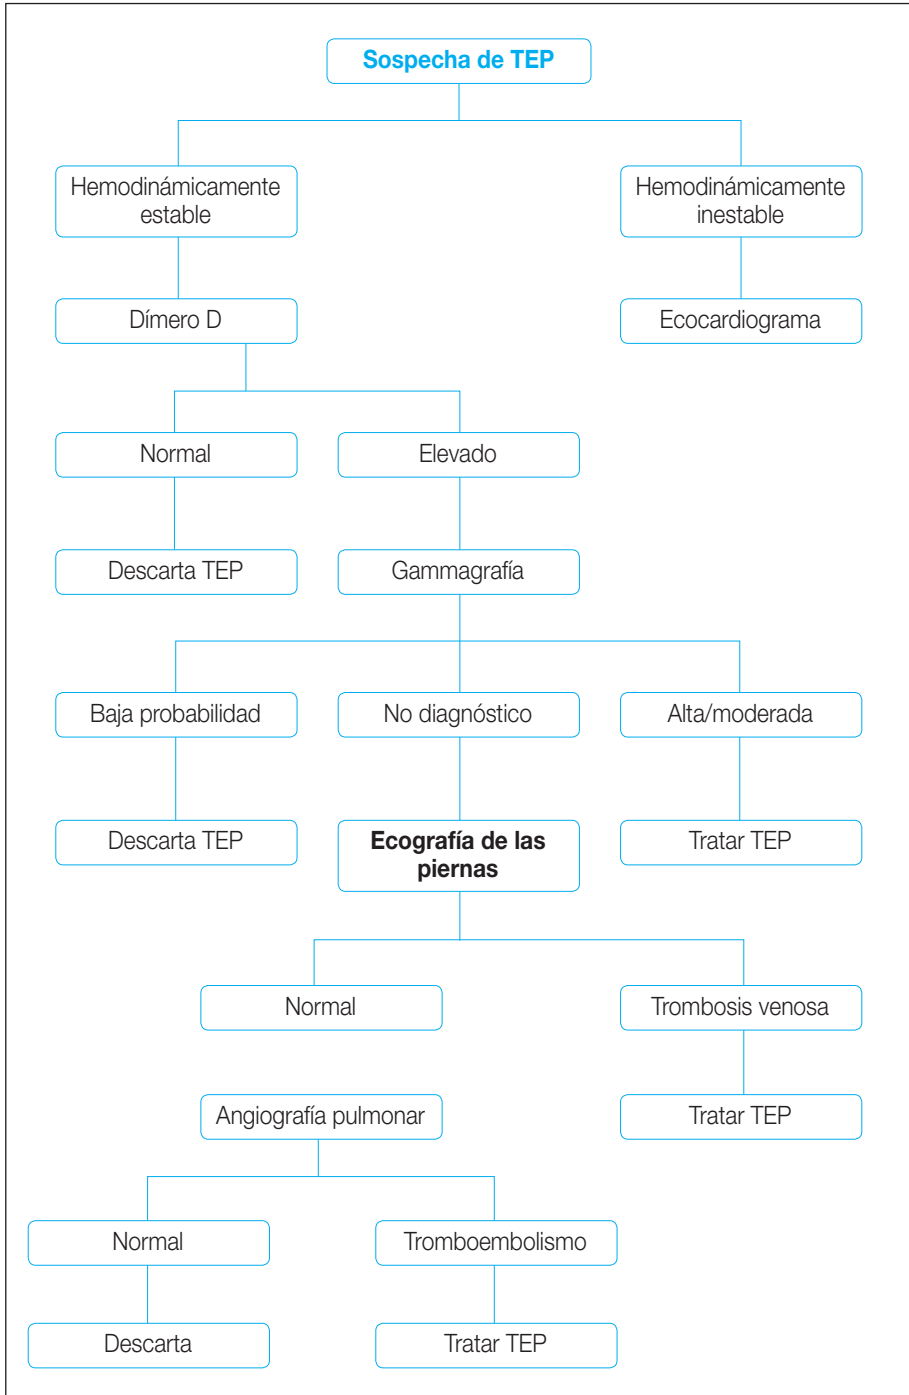 Sospecha de TEP
Hemodinámicamente
estable
Hemodinámicamente
inestable
Dímero D
Ecocardiograma
Normal
Elevado
Descarta TEP
Gammagrafía
Baja probabilidad
No diagnóstico
Alta/moderada
Descarta TEP
Ecografía de las
piernas
Tratar TEP
Normal
Trombosis venosa
Angiografía pulmonar
Tratar TEP
Normal
Tromboembolismo
Descarta
Tratar TEP